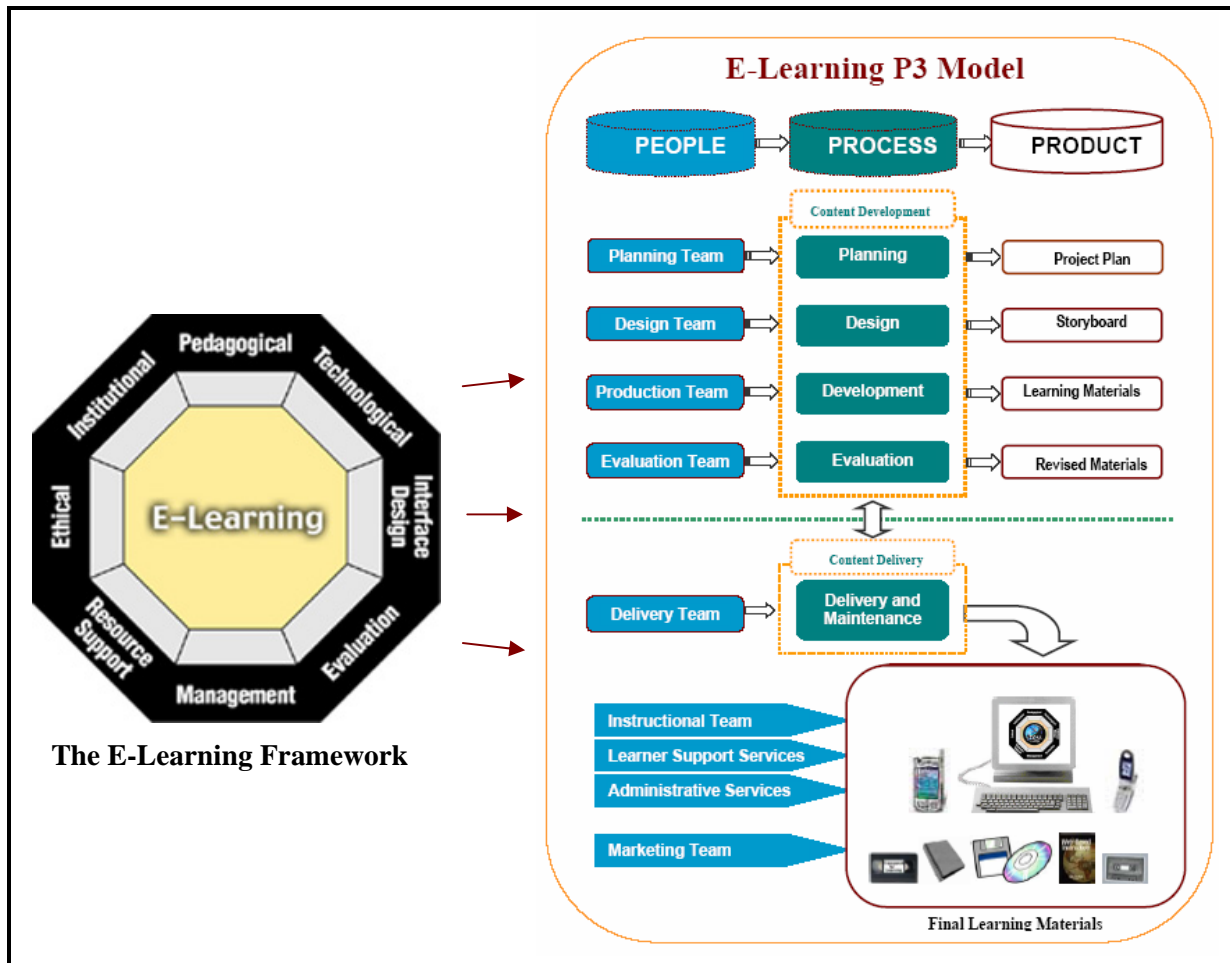 E-Learning P3 Model
PEOPLE
PROCESS
PRODUCT
Content Development
Planning Team
Planning
Project Plan
Design Team
Design
Storyboard
Production Team
Development
Learning Materials
Evaluation Team
Evaluation
Revised Materials
Content Delivery
Delivery Team
Delivery and
Maintenance
Instructional Team
Learner Support Services
Administrative Services
Marketing Team
Final Learning Materials
Pedagogical
Technological
Interface
Design
Evaluation
Management
Resource
Support
Ethical
Institutional
E-Learning
The E-Learning Framework